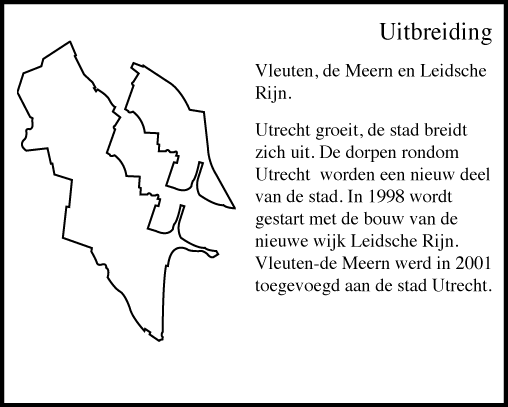 Uitbreiding
Vleuten, de Meern en Leidsche
Rijn.
Utrecht groeit, de stad breidt
zich uit. De dorpen rondom
Utrecht worden een nieuw deel
van de stad. In 1998 wordt
gestart met de bouw van de
nieuwe wijk Leidsche Rijn.
Vleuten-de Meern werd in 2001
toegevoegd aan de stad Utrecht.